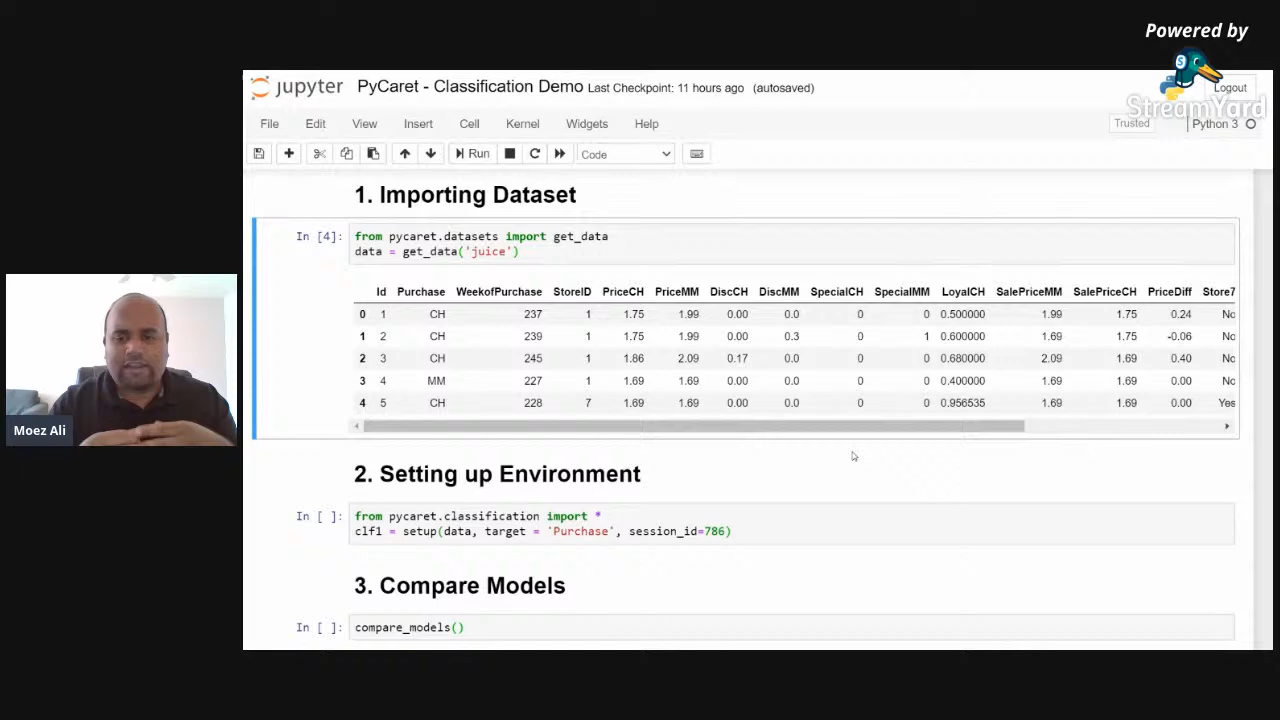 Powered by
StreamYard
jupyter PyCaret - Classification Demo Last Checkpoint: 11 hours ago (autosaved)
Logout
File Edit View Insert Cell Kernel Widgets Help
Trusted Python 3
Run Code
1. Importing Dataset
In [4]: from pycaret.datasets import get_data
data = get_data('juice')
Id Purchase WeekofPurchase StoreID PriceCH PriceMM DiscCH DiscMM SpecialCH SpecialMM LoyalCH SalePriceMM SalePriceCH PriceDiff Store7
0 1 CH 237 1 1.75 1.99 0.00 0.0 0 0 0.500000 1.99 1.75 0.24 No
1 2 CH 239 1 1.75 1.99 0.00 0.3 0 1 0.600000 1.69 1.75 -0.06 No
2 3 CH 245 1 1.86 2.09 0.17 0.0 0 0 0.680000 2.09 1.69 0.40 No
3 4 MM 227 1 1.69 1.69 0.00 0.0 0 0 0.400000 1.69 1.69 0.00 No
4 5 CH 228 7 1.69 1.69 0.00 0.0 0 0 0.956535 1.69 1.69 0.00 Yes
Moez Ali
2. Setting up Environment
In [ ]: from pycaret.classification import *
clf1 = setup(data, target = 'Purchase', session_id=786)
3. Compare Models
In [ ]: compare_models()